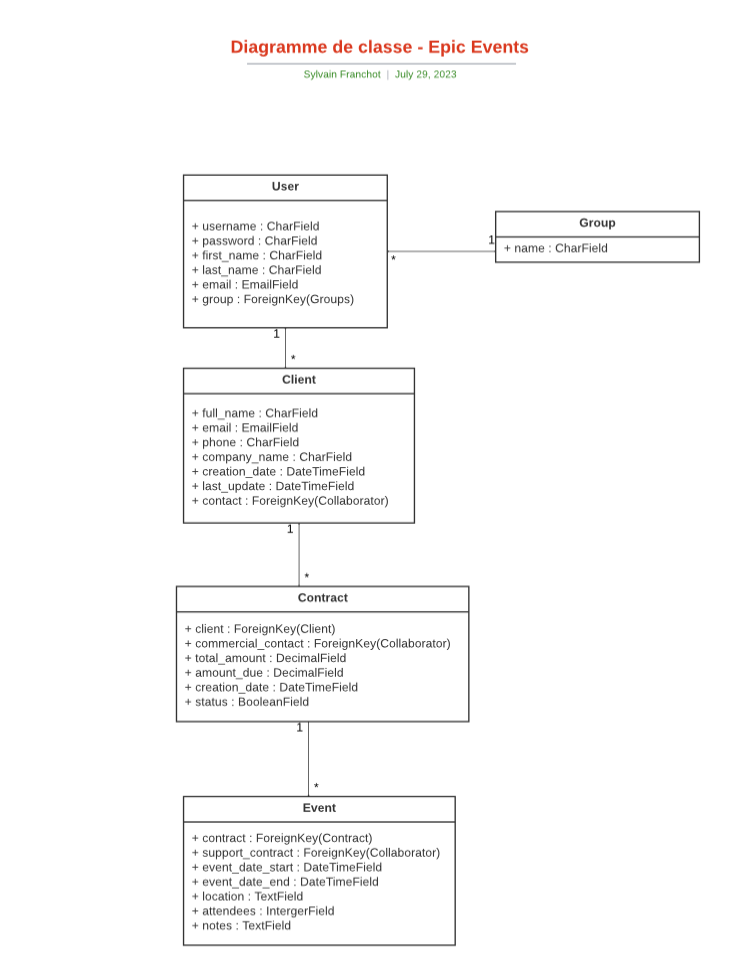 Diagramme de classe - Epic Events
Sylvain Franchot | July 29, 2023
User
+ username : CharField
+ password : CharField
+ first_name : CharField
+ last_name : CharField
+ email : EmailField
+ group : ForeignKey(Groups)
Group
+ name : CharField
1
*
1
*
Client
+ full_name : CharField
+ email : EmailField
+ phone : CharField
+ company_name : CharField
+ creation_date : DateTimeField
+ last_update : DateTimeField
+ contact : ForeignKey(Collaborator)
1
*
Contract
+ client : ForeignKey(Client)
+ commercial_contact : ForeignKey(Collaborator)
+ total_amount : DecimalField
+ amount_due : DecimalField
+ creation_date : DateTimeField
+ status : BooleanField
1
*
Event
+ contract : ForeignKey(Contract)
+ support_contract : ForeignKey(Collaborator)
+ event_date_start : DateTimeField
+ event_date_end : DateTimeField
+ location : TextField
+ attendees : IntergerField
+ notes : TextField